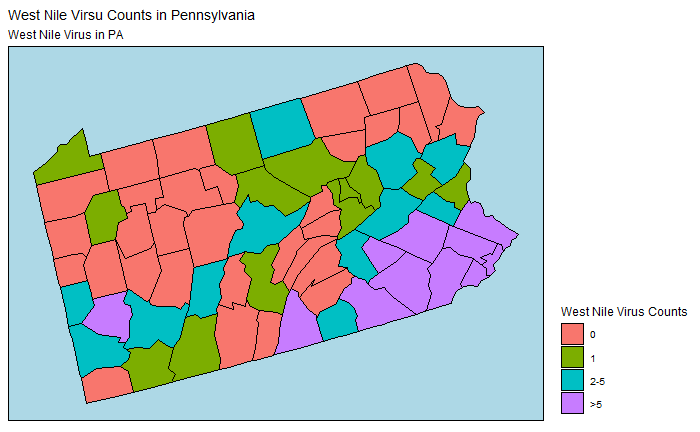 West Nile Virsu Counts in Pennsylvania
West Nile Virus in PA
West Nile Virus Counts
0
1
2-5
>5